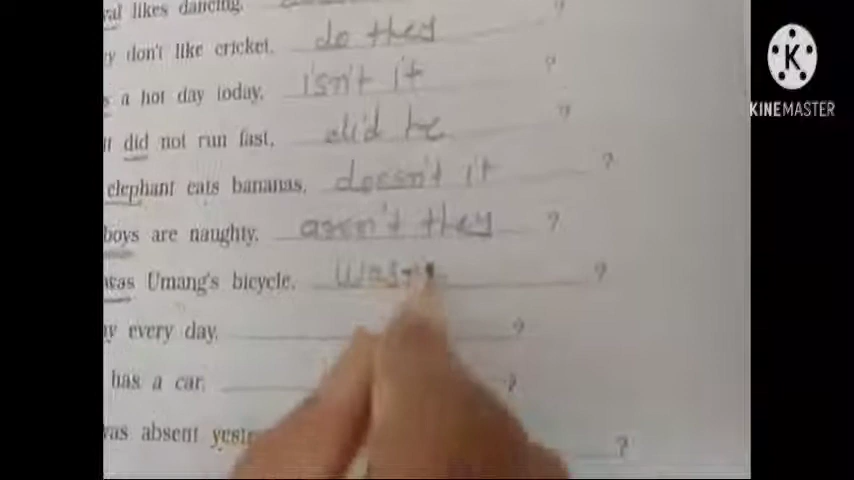 likes dancing.
don't like cricket, do they ?
a hot day today, isn't it ?
did not run fast, did he ?
elephant eats bananas, doesn't it ?
boys are naughty. aren't they ?
was Umang's bicycle, wasn ?
every day. ?
has a car, ?
was absent ?
K
KINEMASTER